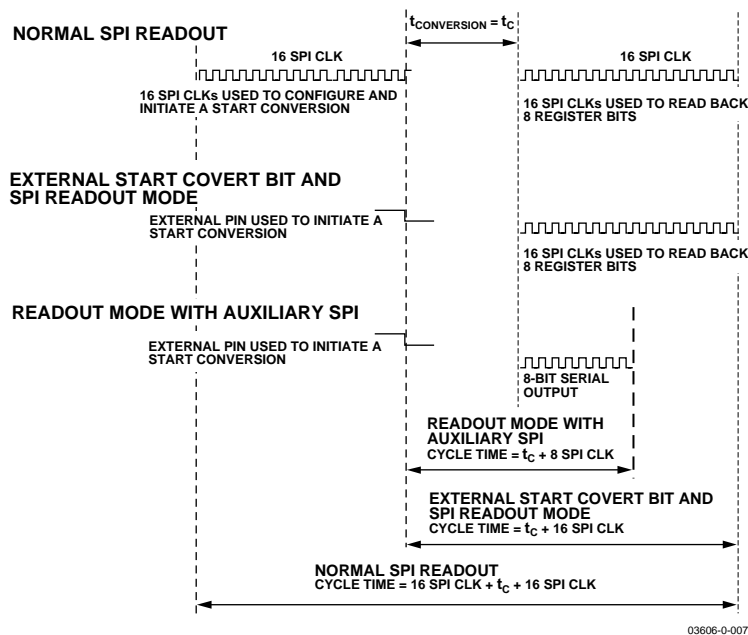 tCONVERSION = tC
NORMAL SPI READOUT
16 SPI CLK
16 SPI CLK
16 SPI CLKs USED TO CONFIGURE AND
INITIATE A START CONVERSION
16 SPI CLKs USED TO READ BACK
8 REGISTER BITS
EXTERNAL START COVERT BIT AND
SPI READOUT MODE
EXTERNAL PIN USED TO INITIATE A
START CONVERSION
16 SPI CLKs USED TO READ BACK
8 REGISTER BITS
READOUT MODE WITH AUXILIARY SPI
EXTERNAL PIN USED TO INITIATE A
START CONVERSION
8-BIT SERIAL
OUTPUT
READOUT MODE WITH
AUXILIARY SPI
CYCLE TIME = tC + 8 SPI CLK
EXTERNAL START COVERT BIT AND
SPI READOUT MODE
CYCLE TIME = tC + 16 SPI CLK
NORMAL SPI READOUT
CYCLE TIME = 16 SPI CLK + tC + 16 SPI CLK
03606-0-007